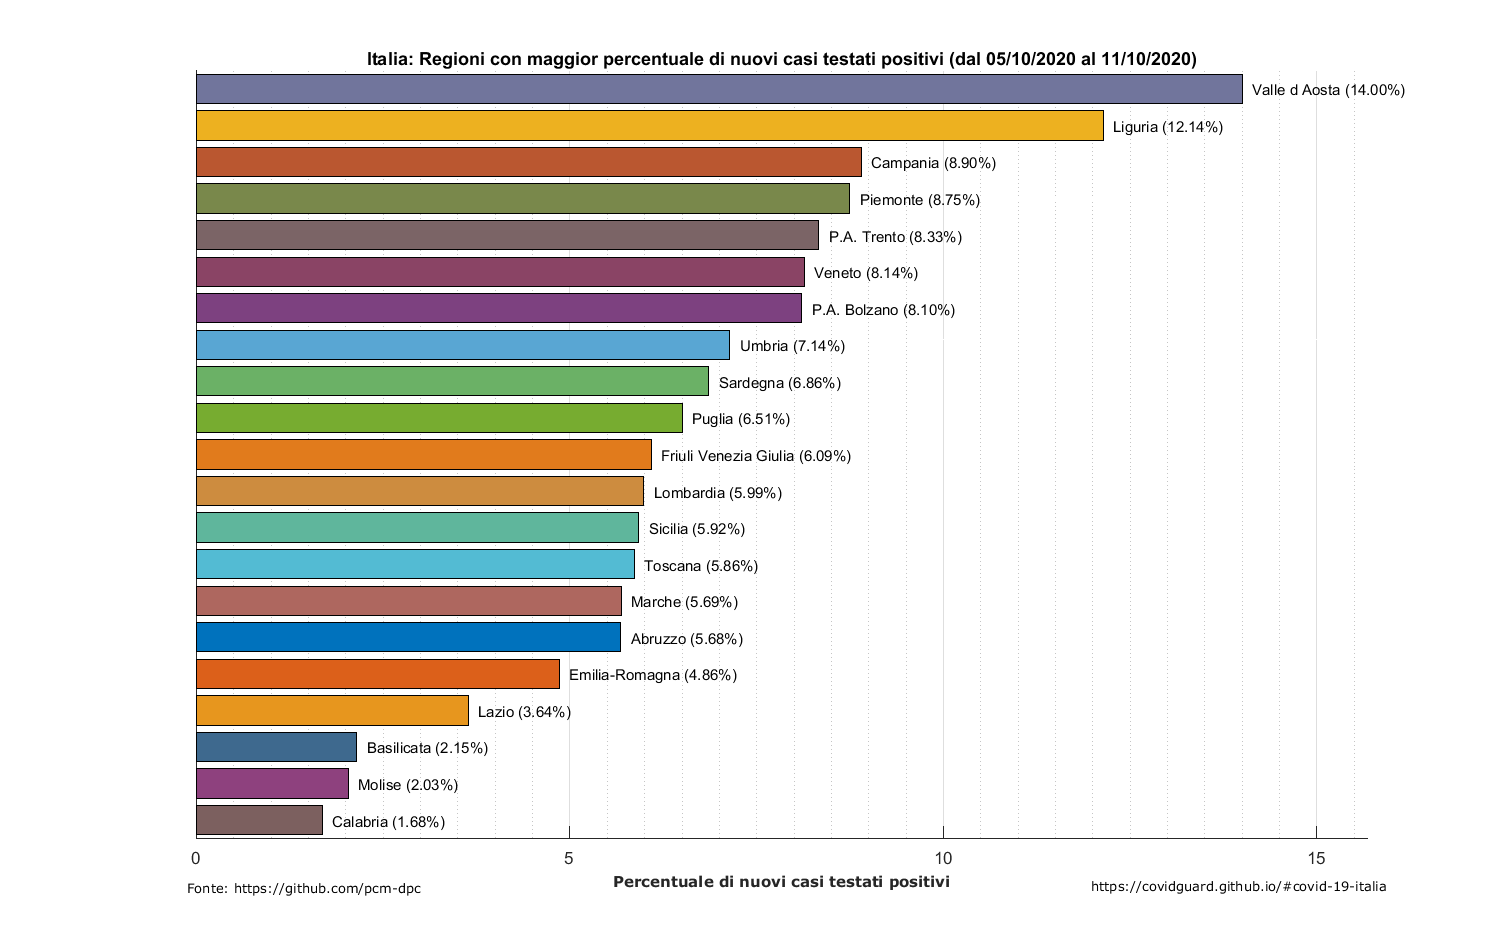 Italia: Regioni con maggior percentuale di nuovi casi testati positivi (dal 05/10/2020 al 11/10/2020)
Valle d Aosta (14.00%)
Liguria (12.14%)
Campania (8.90%)
Piemonte (8.75%)
P.A. Trento (8.33%)
Veneto (8.14%)
P.A. Bolzano (8.10%)
Umbria (7.14%)
Sardegna (6.86%)
Puglia (6.51%)
Friuli Venezia Giulia (6.09%)
Lombardia (5.99%)
Sicilia (5.92%)
Toscana (5.86%)
Marche (5.69%)
Abruzzo (5.68%)
Emilia-Romagna (4.86%)
Lazio (3.64%)
Basilicata (2.15%)
Molise (2.03%)
Calabria (1.68%)
0 5 10 15
Percentuale di nuovi casi testati positivi
Fonte: https://github.com/pcm-dpc
https://covidguard.github.io/#covid-19-italia